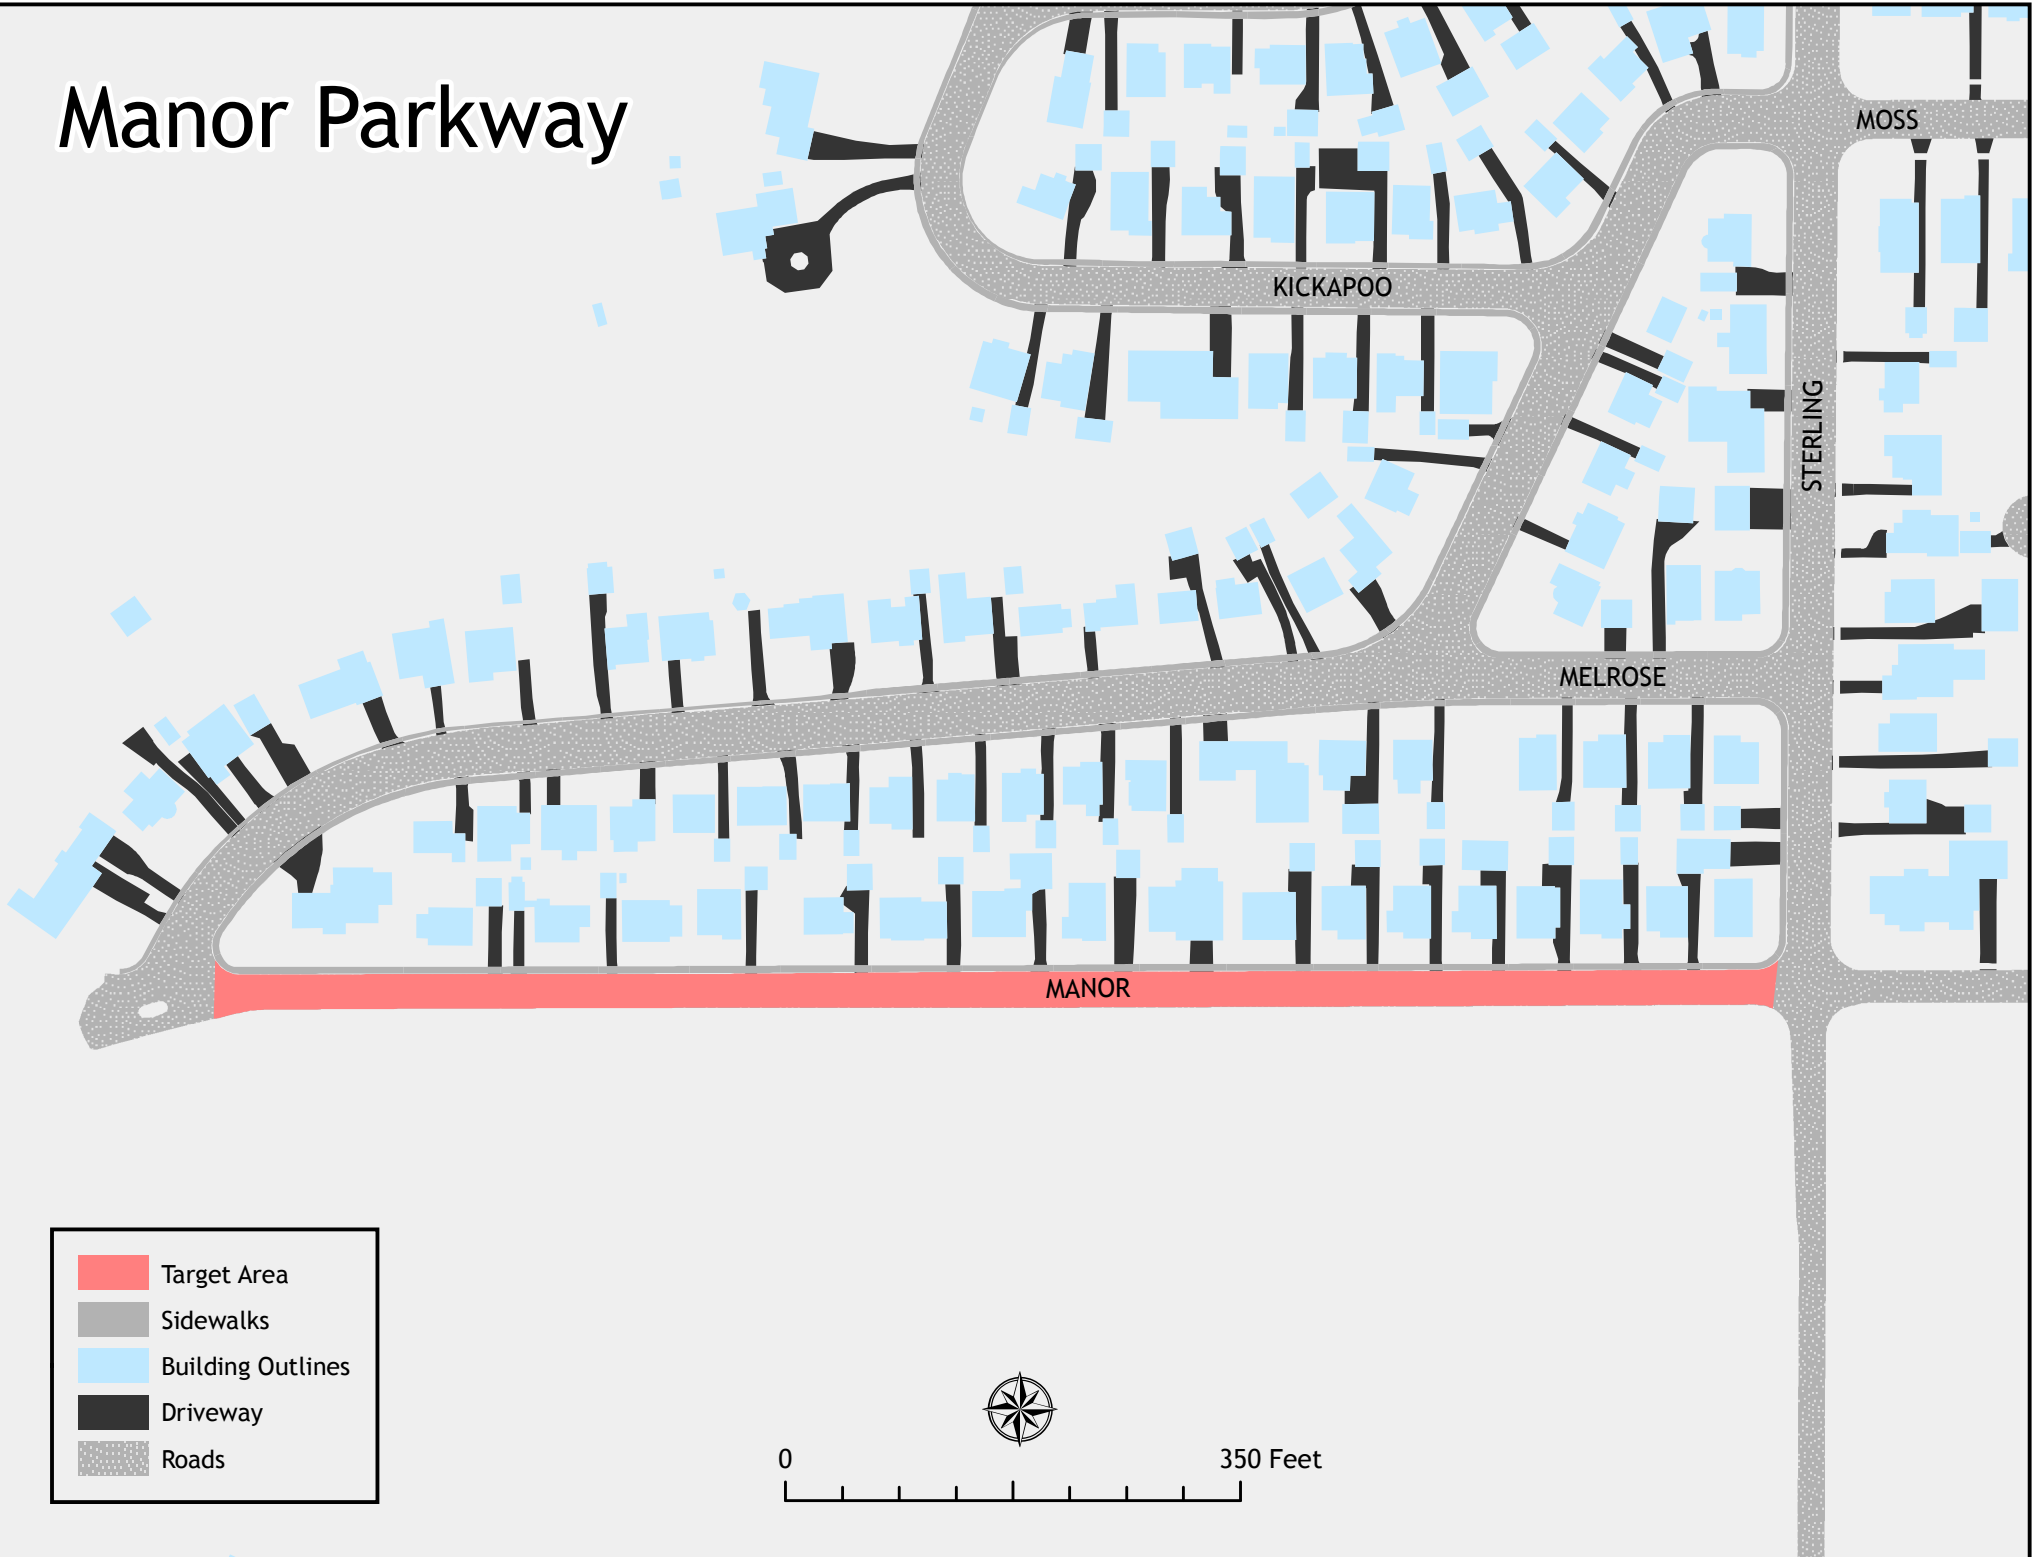 Manor Parkway
MOSS
KICKAPOO
STERLING
MELROSE
MANOR
Target Area
Sidewalks
Building Outlines
Driveway
Roads
0 350 Feet